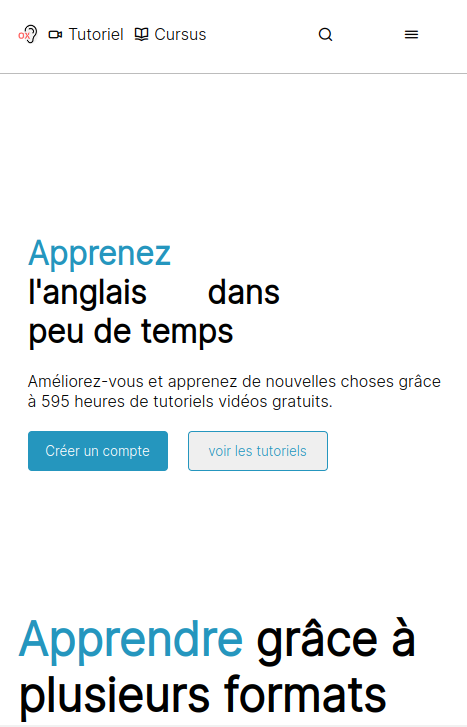 ox
Tutoriel Cursus
Apprenez
l'anglais dans
peu de temps
Améliorez-vous et apprenez de nouvelles choses grâce
à 595 heures de tutoriels vidéos gratuits.
Créer un compte voir les tutoriels
Apprendre grâce à
plusieurs formats